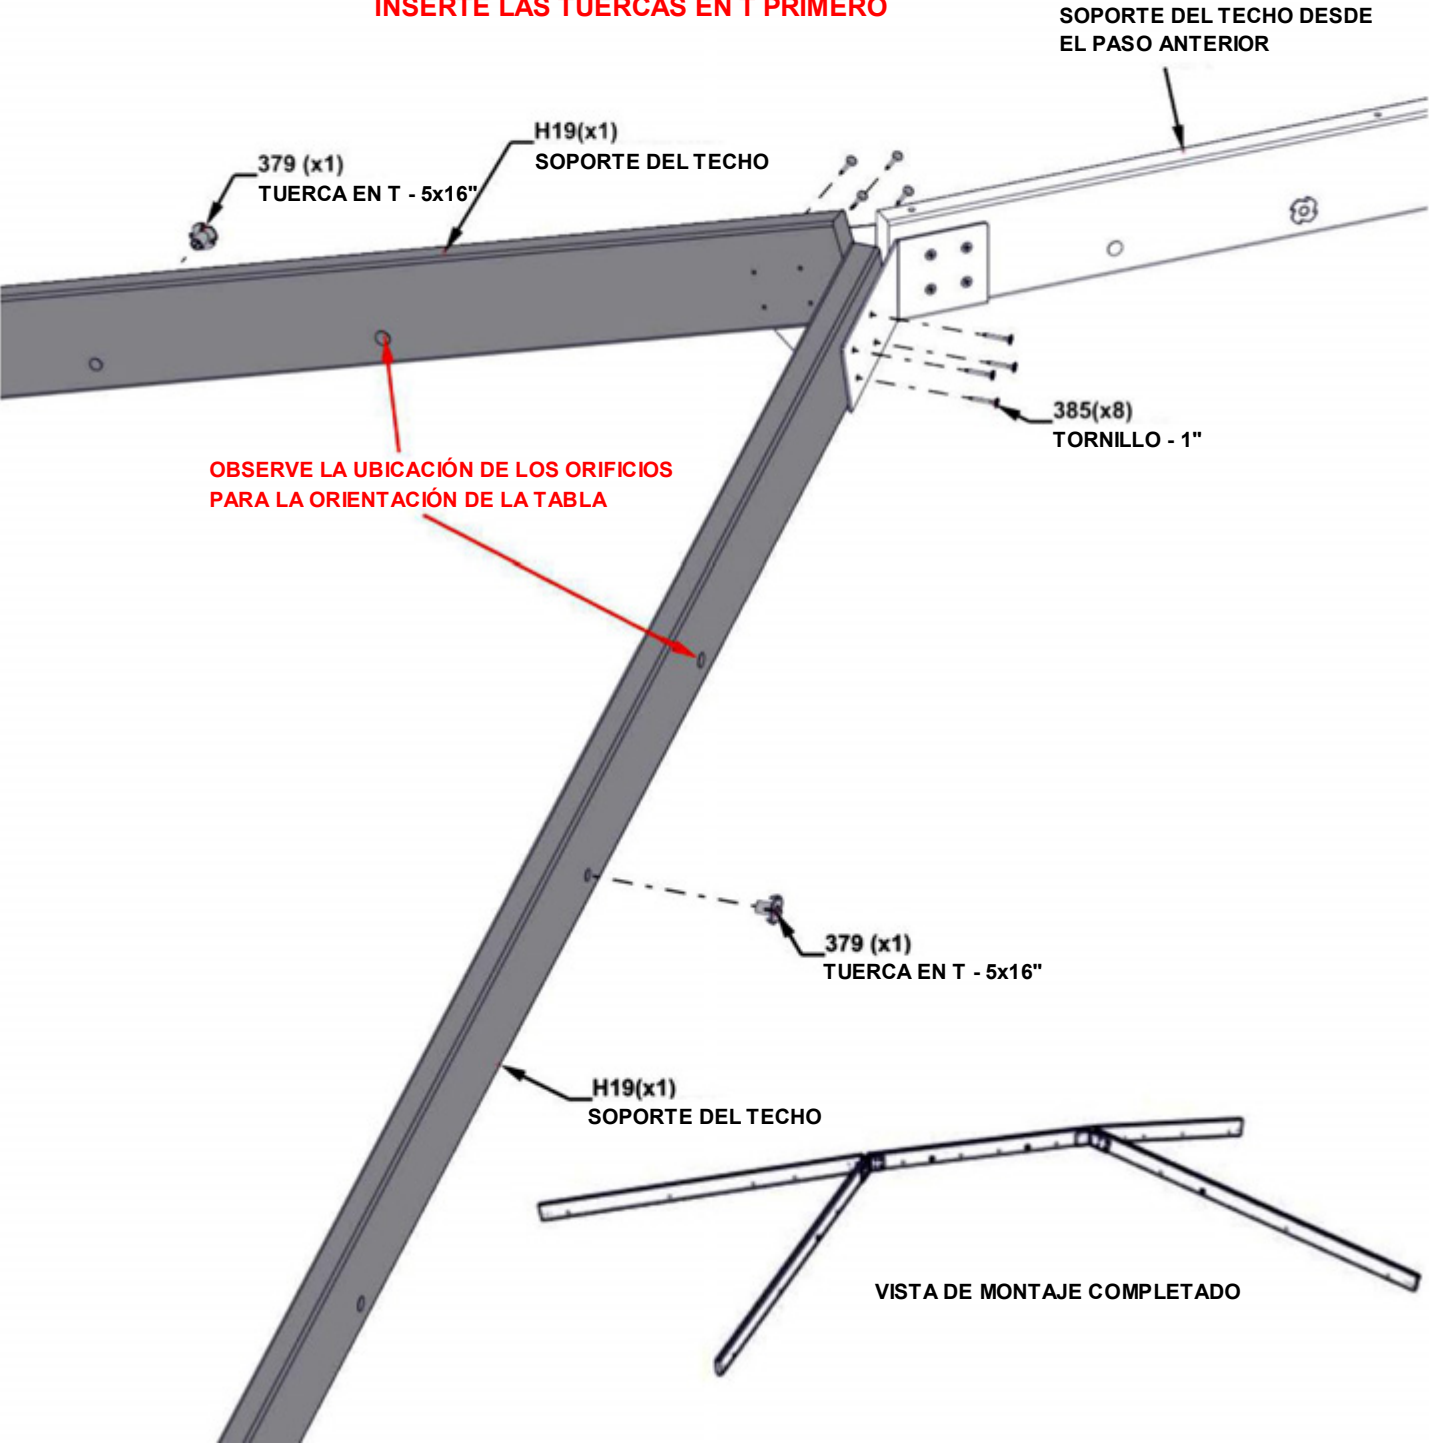 INSERTE LAS TUERCAS EN T PRIMERO
SOPORTE DEL TECHO DESDE
EL PASO ANTERIOR
H19(x1)
SOPORTE DEL TECHO
379 (x1)
TUERCA EN T - 5x16"
385(x8)
TORNILLO - 1"
OBSERVE LA UBICACIÓN DE LOS ORIFICIOS
PARA LA ORIENTACIÓN DE LA TABLA
379 (x1)
TUERCA EN T - 5x16"
H19(x1)
SOPORTE DEL TECHO
VISTA DE MONTAJE COMPLETADO